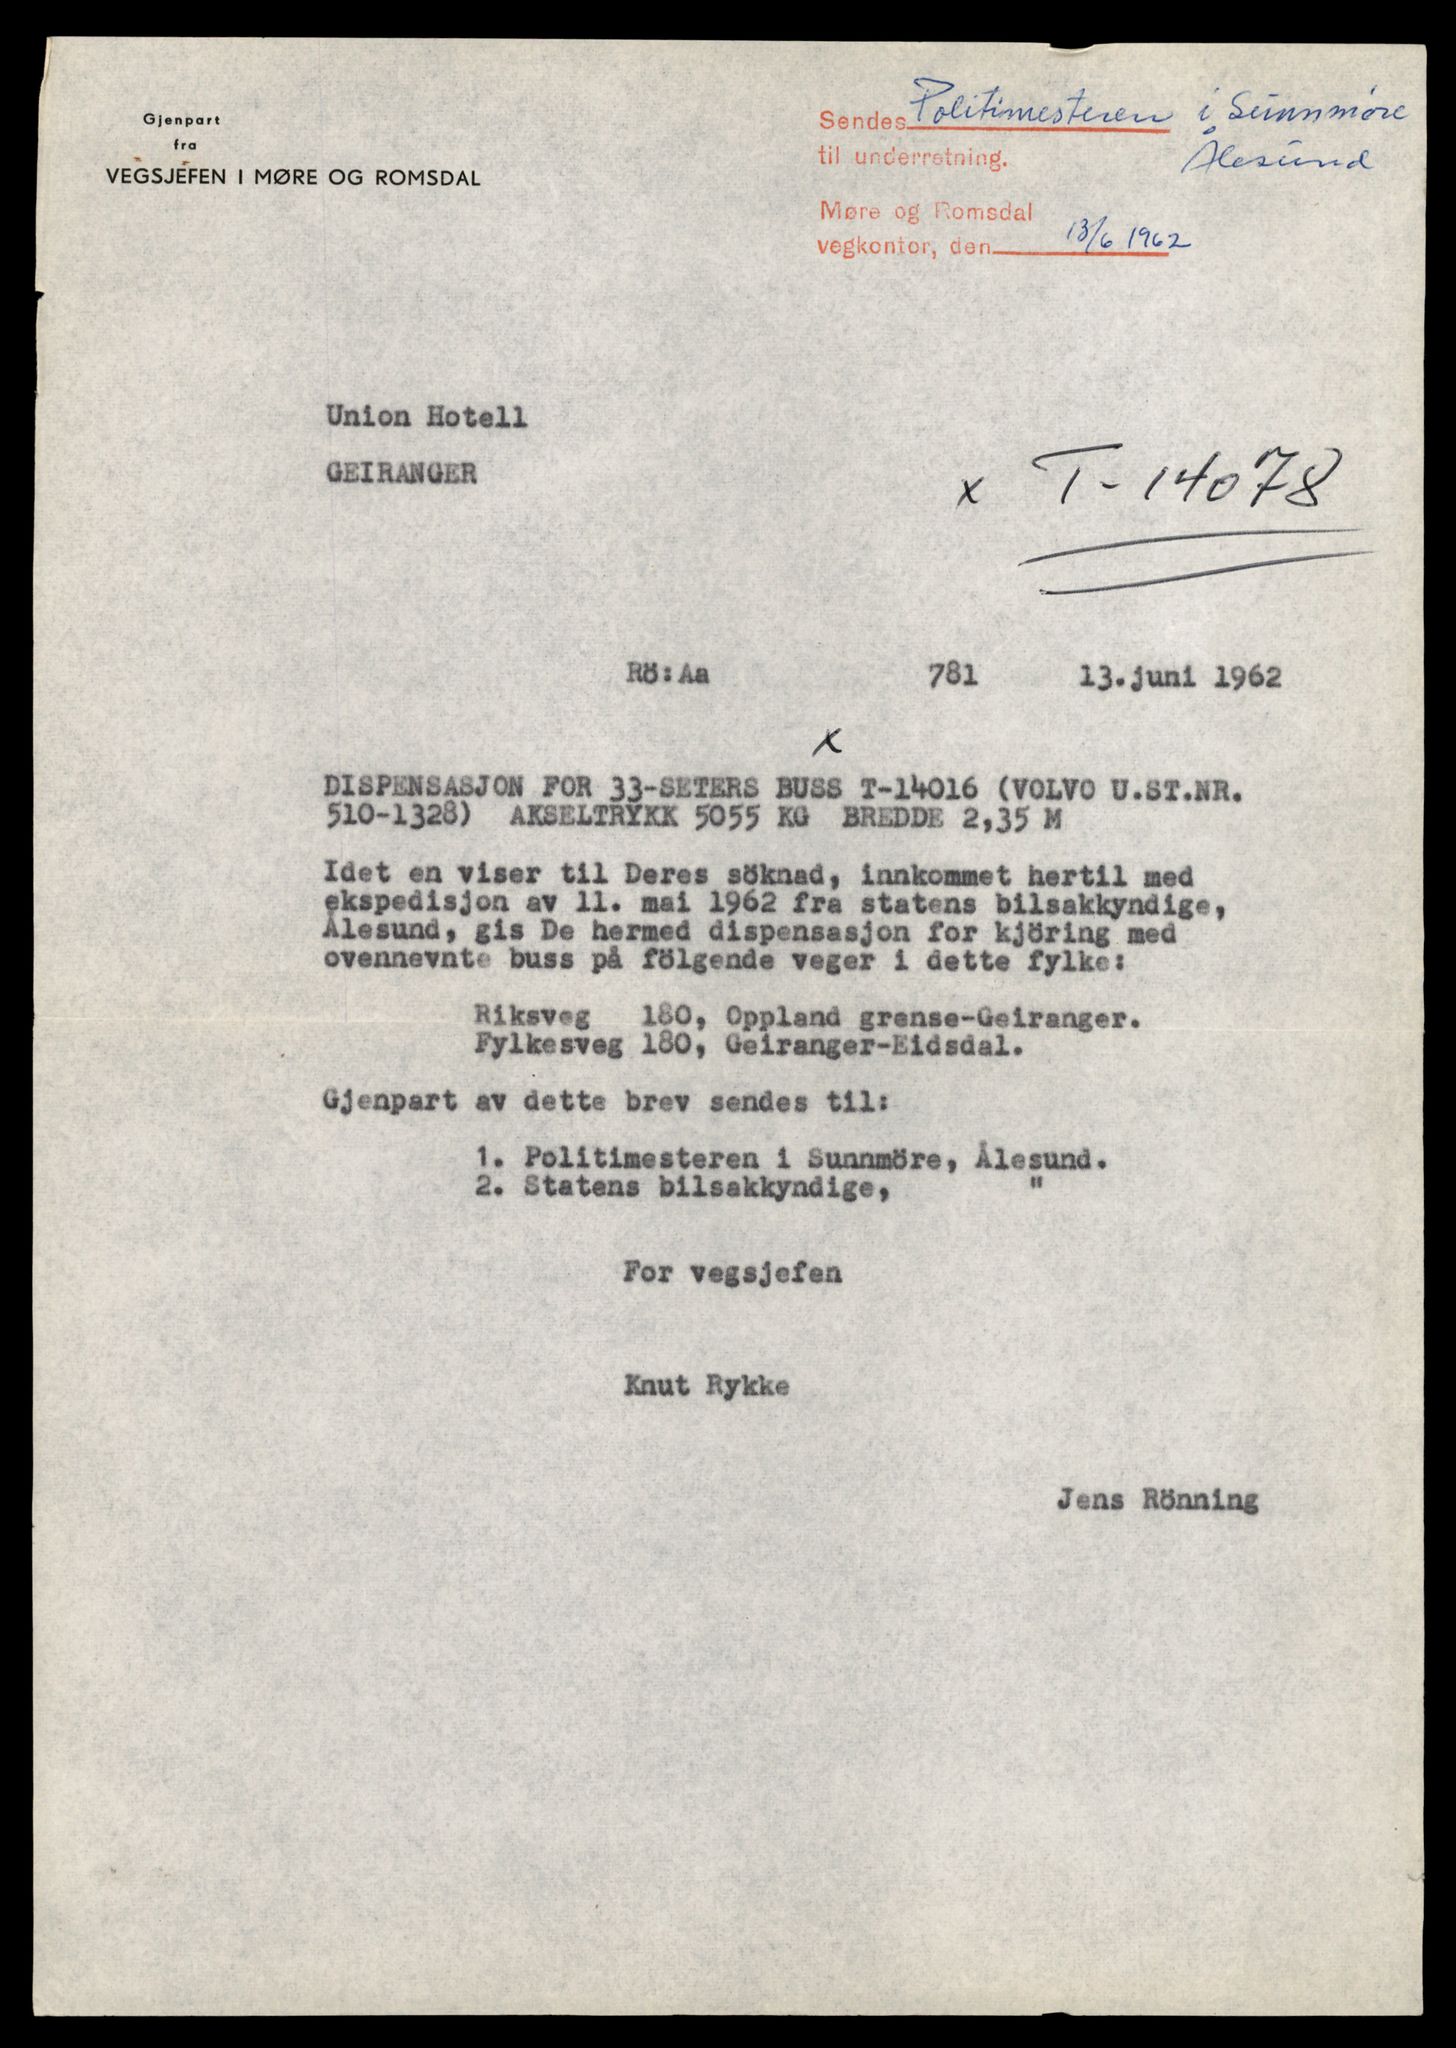 Gjenpart
fra
VEGSJEFEN I MØRE OG ROMSDAL
Sendes Politimesteren i Sunnmöre
til underretning. Ålesund
Møre og Romsdal
vegkontor, den 13/6 1962
Union Hotell
GEIRANGER
x T-14078
Rö:Aa 781 13.juni 1962
x
DISPENSASJON FOR 33-SETERS BUSS T-14016 (VOLVO U.ST.NR.
510-1328) AKSELTRYKK 5055 KG BREDDE 2,35 M
Idet en viser til Deres söknad, innkommet hertil med
ekspedisjon av 11. mai 1962 fra statens bilsakkyndige,
Ålesund, gis De hermed dispensasjon for kjöring med
ovennevnte buss på fölgende veger i dette fylke:
Riksveg 180, Oppland grense-Geiranger.
Fylkesveg 180, Geiranger-Eidsdal.
Gjenpart av dette brev sendes til:
1. Politimesteren i Sunnmöre, Ålesund.
2. Statens bilsakkyndige, "
For vegsjefen
Knut Rykke
Jens Rönning